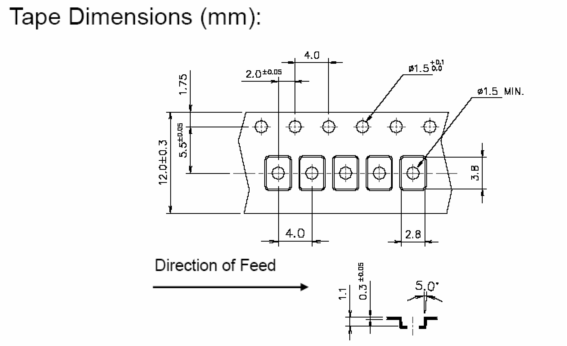 Tape Dimensions (mm):
4.0
2.0±0.05
ø1.5 +0.1 0.0
ø1.5 MIN.
1.75
5.5±0.05
12.0±0.3
3.8
4.0
2.8
Direction of Feed
5.0°
0.3 ±0.05
1.1